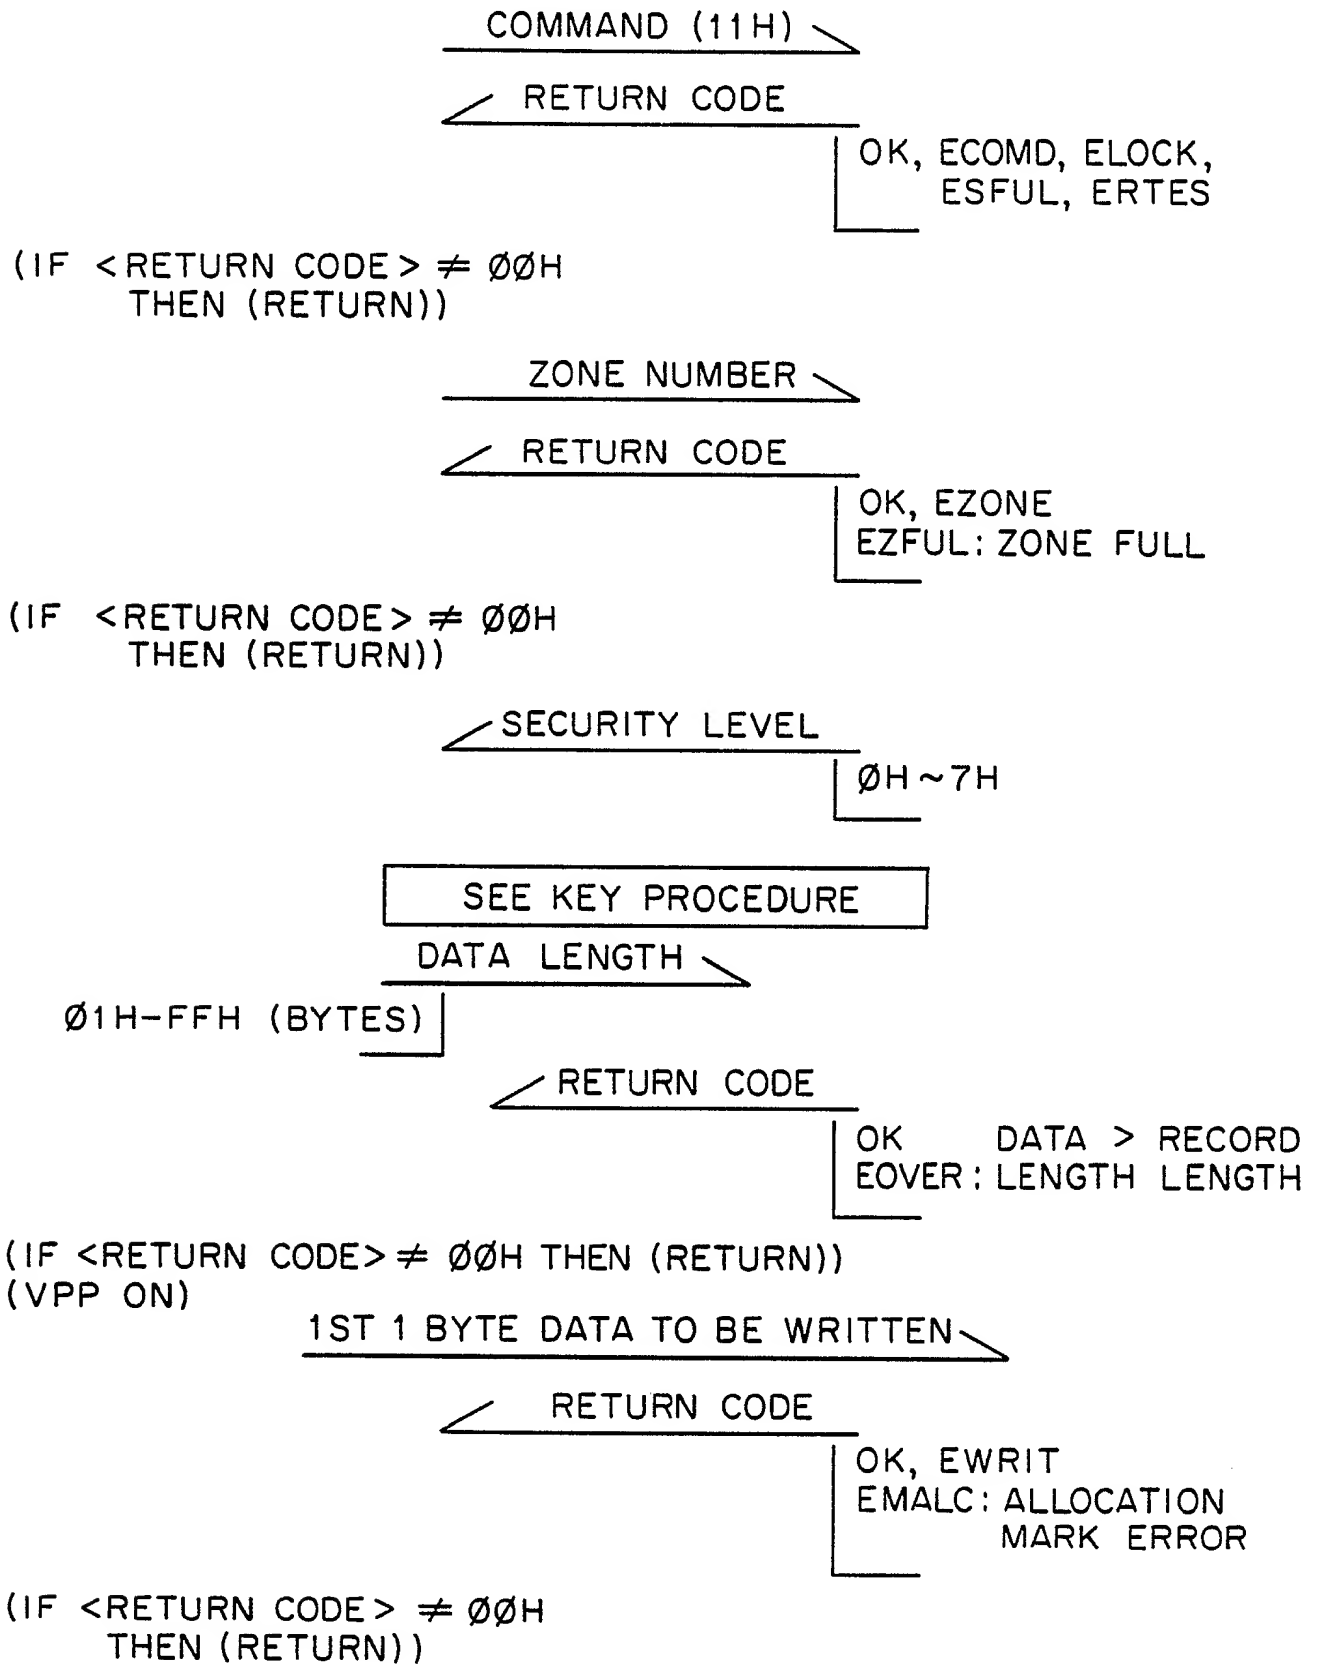 COMMAND (11H)
RETURN CODE
OK, ECOMD, ELOCK,
ESFUL, ERTES
(IF <RETURN CODE> ≠ ØØH
THEN (RETURN))
ZONE NUMBER
RETURN CODE
OK, EZONE
EZFUL: ZONE FULL
(IF <RETURN CODE> ≠ ØØH
THEN (RETURN))
SECURITY LEVEL
ØH~7H
SEE KEY PROCEDURE
DATA LENGTH
Ø1H-FFH (BYTES)
RETURN CODE
OK DATA > RECORD
EOVER: LENGTH LENGTH
(IF <RETURN CODE> ≠ ØØH THEN (RETURN))
(VPP ON)
1ST 1 BYTE DATA TO BE WRITTEN
RETURN CODE
OK, EWRIT
EMALC: ALLOCATION
MARK ERROR
(IF <RETURN CODE> ≠ ØØH
THEN (RETURN))